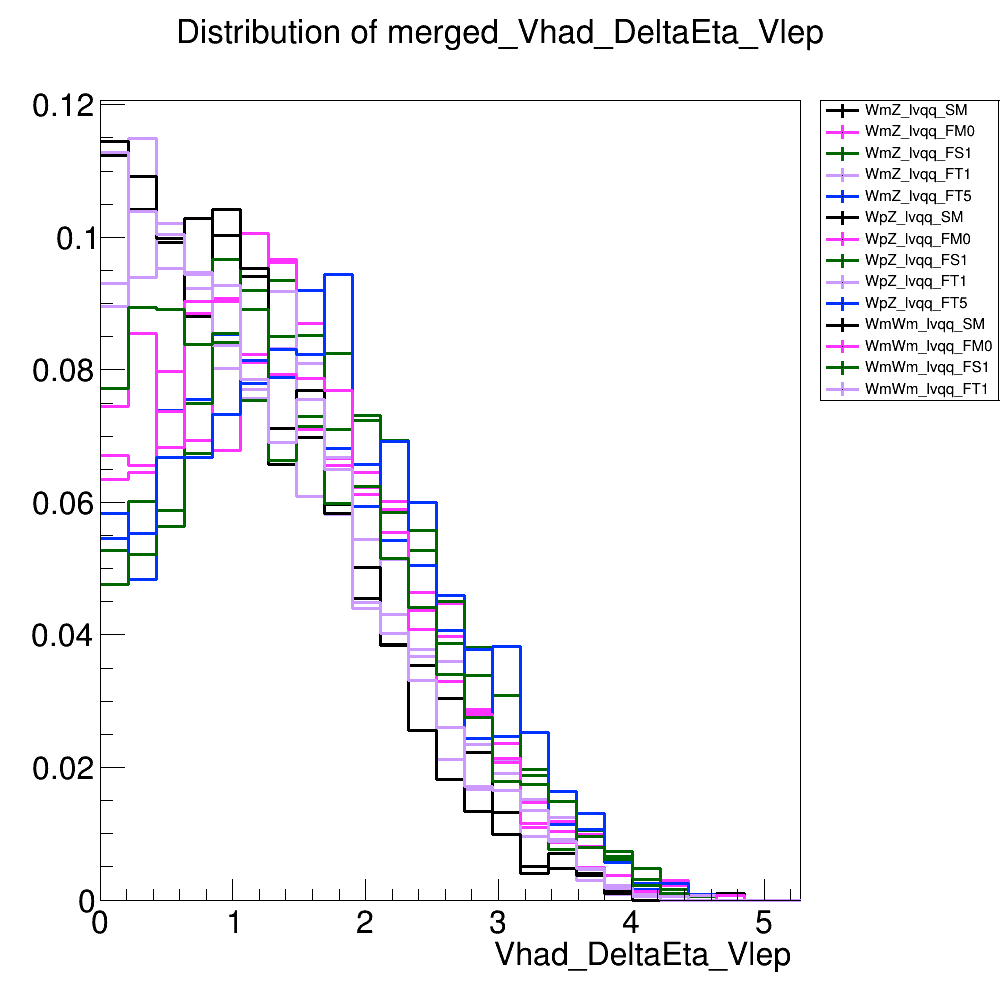 Distribution of merged_Vhad_DeltaEta_Vlep
0.12
0.1
0.08
0.06
0.04
0.02
0
0 1 2 3 4 5
Vhad_DeltaEta_Vlep
WmZ_lvqq_SM
WmZ_lvqq_FM0
WmZ_lvqq_FS1
WmZ_lvqq_FT1
WmZ_lvqq_FT5
WpZ_lvqq_SM
WpZ_lvqq_FM0
WpZ_lvqq_FS1
WpZ_lvqq_FT1
WpZ_lvqq_FT5
WmWm_lvqq_SM
WmWm_lvqq_FM0
WmWm_lvqq_FS1
WmWm_lvqq_FT1